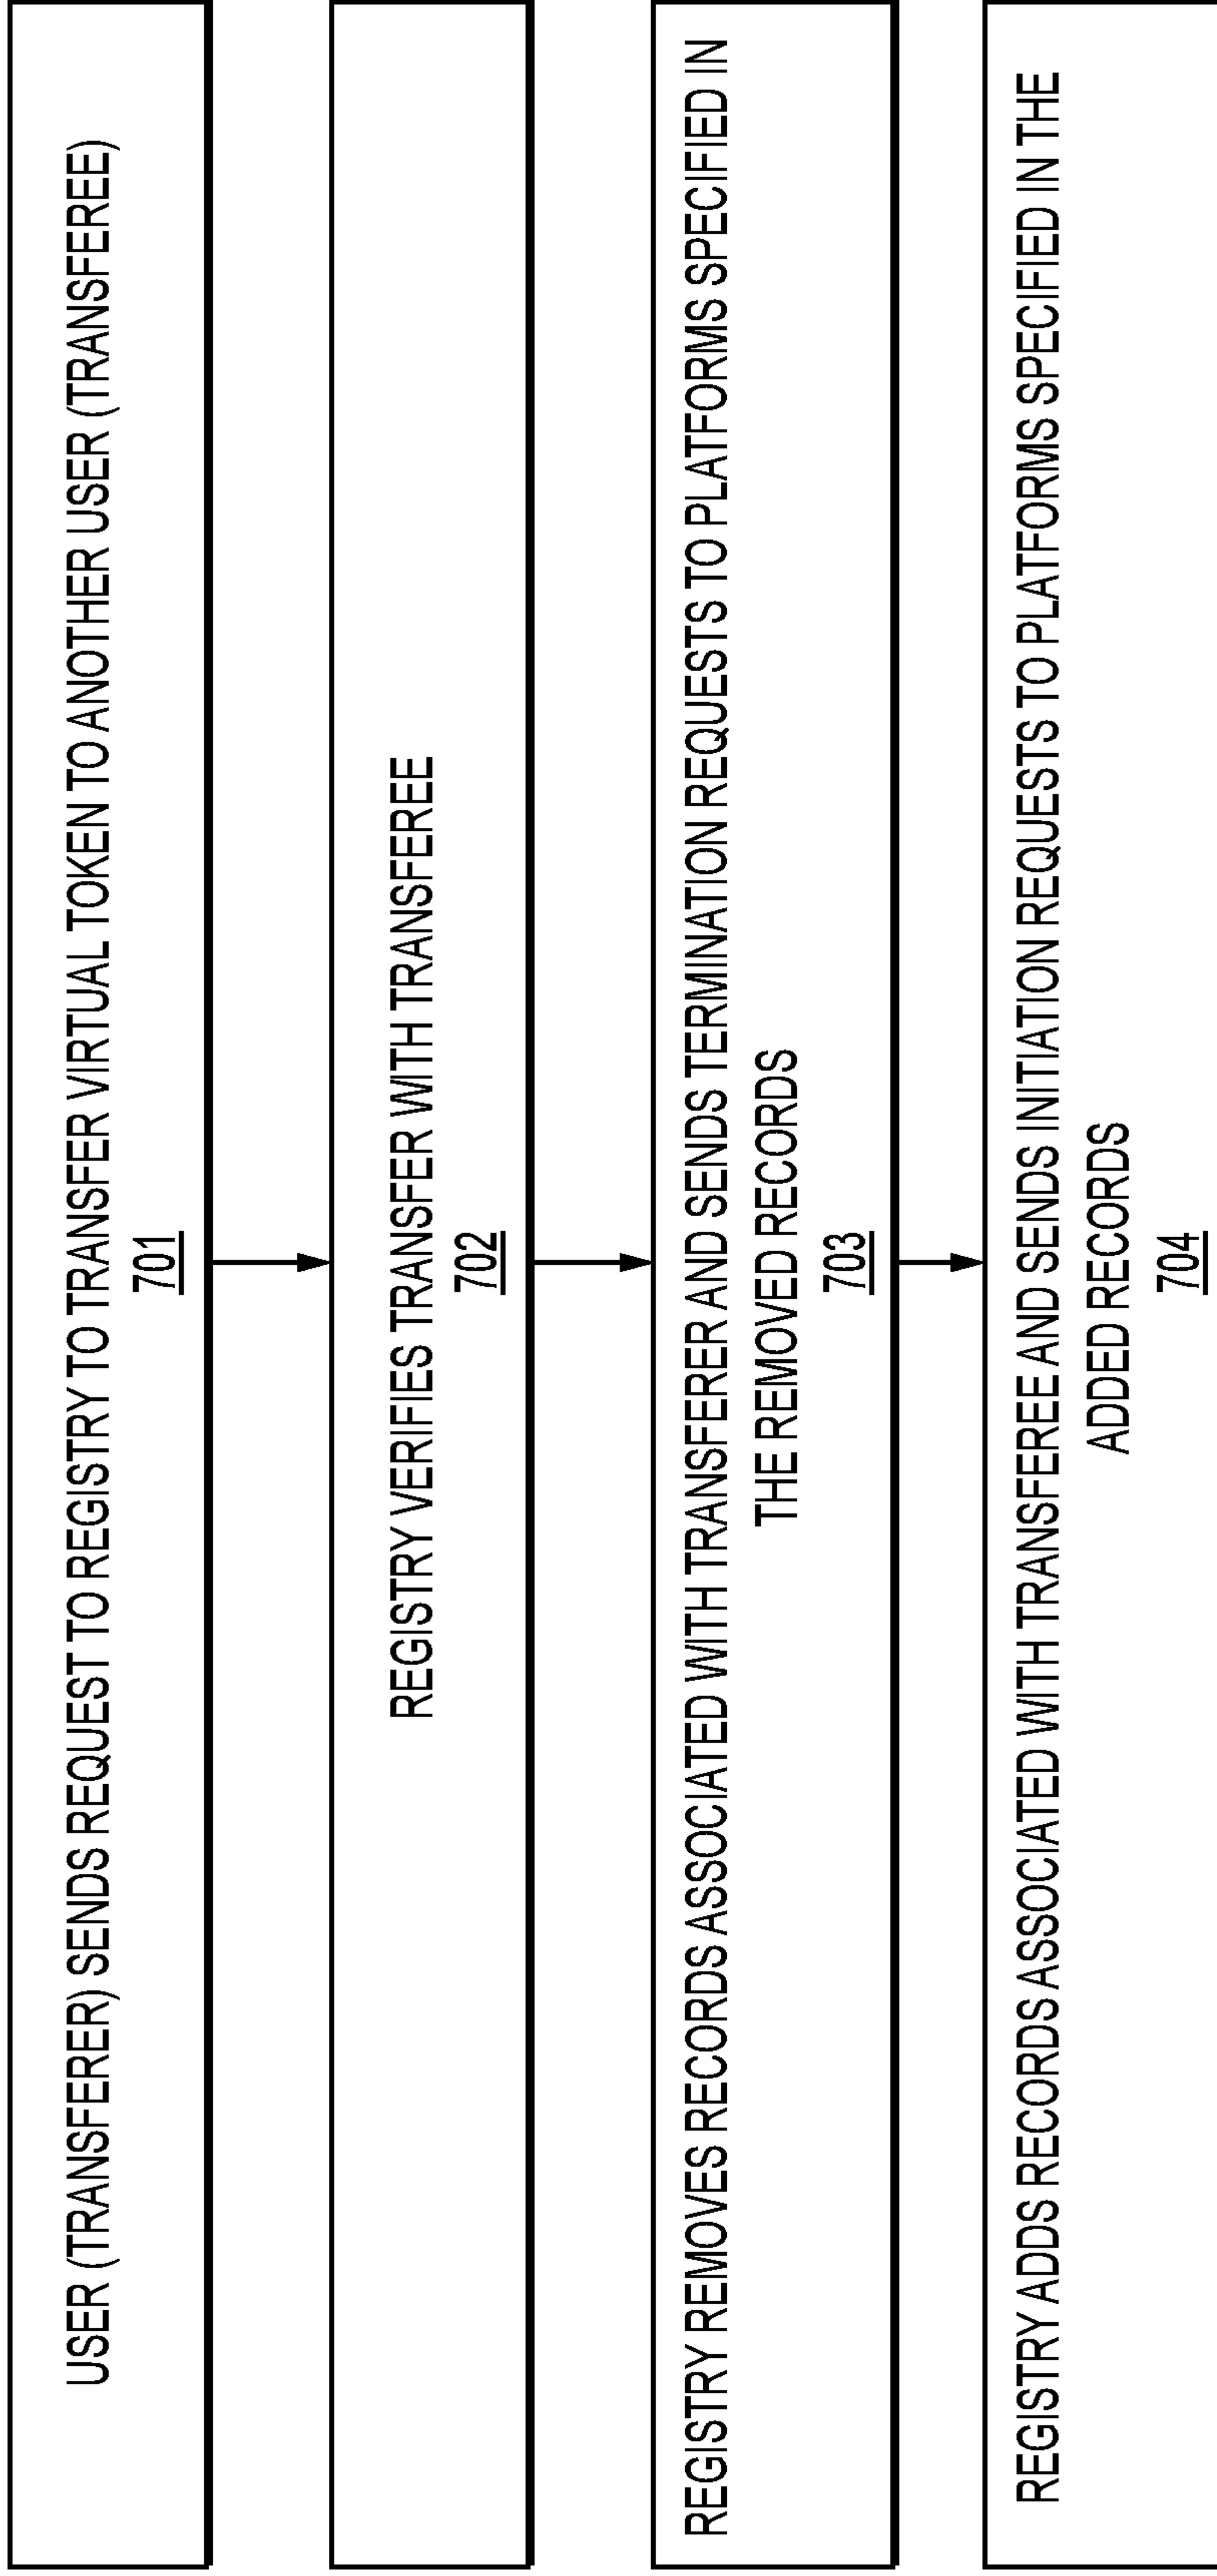 USER (TRANSFERER) SENDS REQUEST TO REGISTRY TO TRANSFER VIRTUAL TOKEN TO ANOTHER USER (TRANSFEREE)
701
REGISTRY VERIFIES TRANSFER WITH TRANSFEREE
702
REGISTRY REMOVES RECORDS ASSOCIATED WITH TRANSFERER AND SENDS TERMINATION REQUESTS TO PLATFORMS SPECIFIED IN
THE REMOVED RECORDS
703
REGISTRY ADDS RECORDS ASSOCIATED WITH TRANSFEREE AND SENDS INITIATION REQUESTS TO PLATFORMS SPECIFIED IN THE
ADDED RECORDS
704